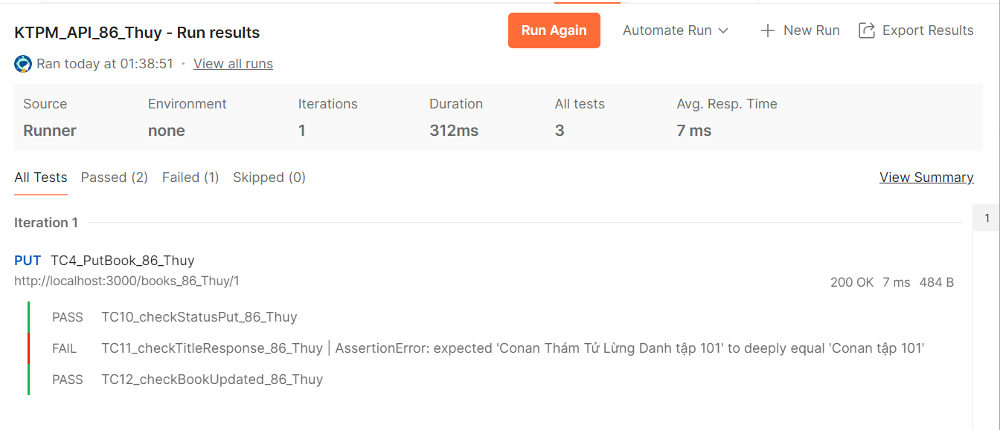 KTPM_API_86_Thuy - Run results
Run Again
Automate Run
New Run
Export Results
Ran today at 01:38:51 · View all runs
Source Environment Iterations Duration All tests Avg. Resp. Time
Runner none 1 312ms 3 7 ms
All Tests Passed (2) Failed (1) Skipped (0) View Summary
Iteration 1
1
PUT TC4_PutBook_86_Thuy
http://localhost:3000/books_86_Thuy/1 200 OK 7 ms 484 B
PASS TC10_checkStatusPut_86_Thuy
FAIL TC11_checkTitleResponse_86_Thuy | AssertionError: expected 'Conan Thám Tử Lừng Danh tập 101' to deeply equal 'Conan tập 101'
PASS TC12_checkBookUpdated_86_Thuy